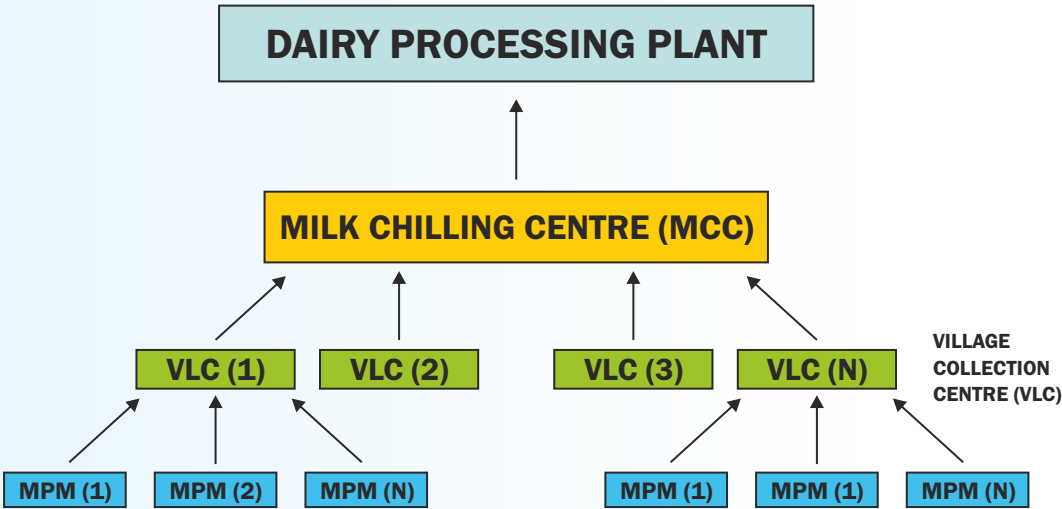 DAIRY PROCESSING PLANT
MILK CHILLING CENTRE (MCC)
VLC (1)
VLC (2)
VLC (3)
VLC (N)
VILLAGE
COLLECTION
CENTRE (VLC)
MPM (1)
MPM (2)
MPM (N)
MPM (1)
MPM (1)
MPM (N)